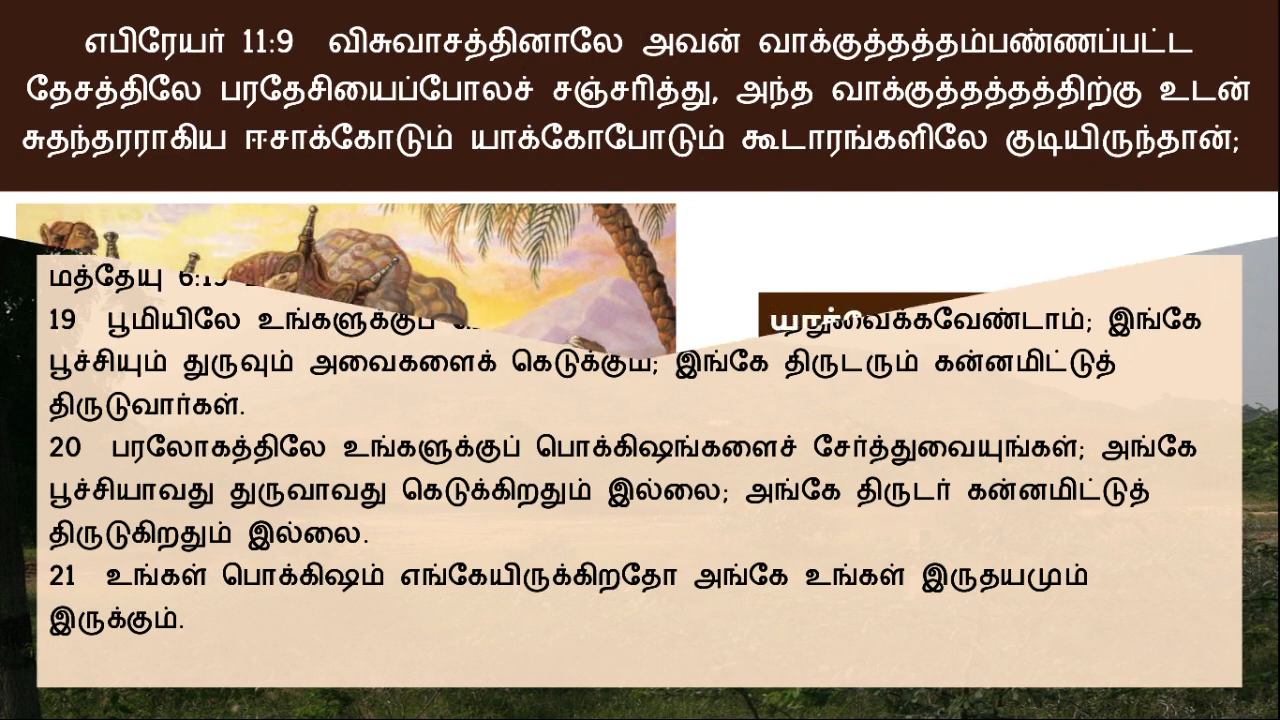 எபிரேயர் 11:9 விசுவாசத்தினாலே அவன் வாக்குத்தத்தம்பண்ணப்பட்ட
தேசத்திலே பரதேசியைப்போலச் சஞ்சரித்து, அந்த வாக்குத்தத்தத்திற்கு உடன்
சுதந்தரராகிய ஈசாக்கோடும் யாக்கோபோடும் கூடாரங்களிலே குடியிருந்தான்;
மத்தேயு
19 பூமியிலே உங்களுக்குப்
இங்கே
பூச்சியும் துருவும் அவைகளைக் கெடுக்கும்; இங்கே திருடரும் கன்னமிட்டுத்
திருடுவார்கள்.
20 பரலோகத்திலே உங்களுக்குப் பொக்கிஷங்களைச் சேர்த்துவையுங்கள்; அங்கே
பூச்சியாவது துருவாவது கெடுக்கிறதும் இல்லை; அங்கே திருடர் கன்னமிட்டுத்
திருடுகிறதும் இல்லை.
21 உங்கள் பொக்கிஷம் எங்கேயிருக்கிறதோ அங்கே உங்கள் இருதயமும்
இருக்கும்.